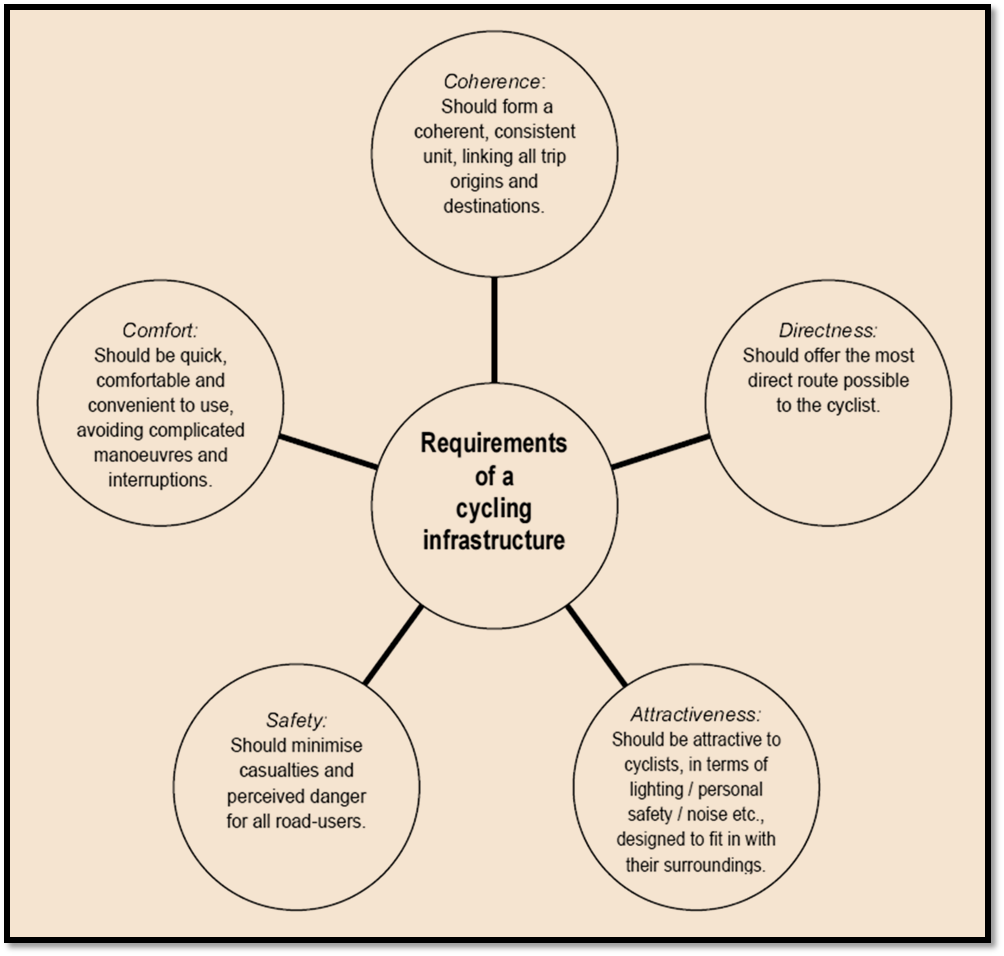 Coherence:
Should form a
coherent, consistent
unit, linking all trip
origins and
destinations.
Comfort:
Should be quick,
comfortable and
convenient to use,
avoiding complicated
manoeuvres and
interruptions.
Directness:
Should offer the most
direct route possible
to the cyclist.
Requirements
of a
cycling
infrastructure
Safety:
Should minimise
casualties and
perceived danger
for all road-users.
Attractiveness:
Should be attractive to
cyclists, in terms of
lighting / personal
safety / noise etc.,
designed to fit in with
their surroundings.